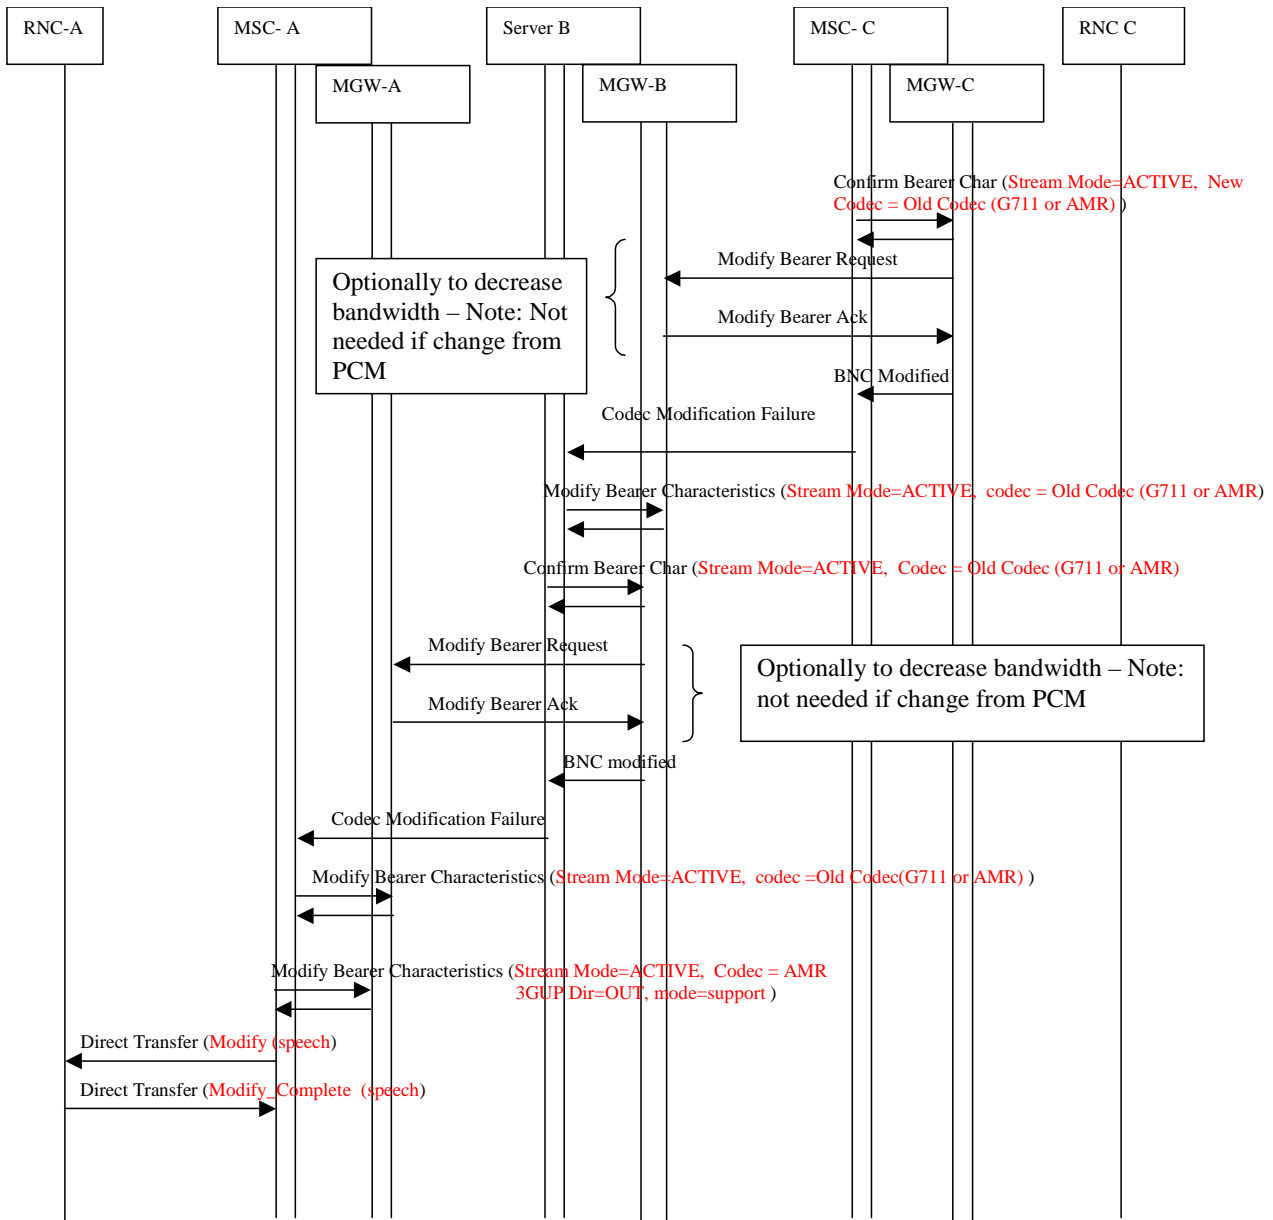 RNC-A
MSC- A
Server B
MSC- C
RNC C
MGW-A
MGW-B
MGW-C
Confirm Bearer Char (Stream Mode=ACTIVE, New
Codec = Old Codec (G711 or AMR) )
Modify Bearer Request
Optionally to decrease
bandwidth – Note: Not
needed if change from
PCM
Modify Bearer Ack
BNC Modified
Codec Modification Failure
Modify Bearer Characteristics (Stream Mode=ACTIVE, codec = Old Codec (G711 or AMR)
Confirm Bearer Char (Stream Mode=ACTIVE, Codec = Old Codec (G711 or AMR)
Modify Bearer Request
Optionally to decrease bandwidth – Note:
not needed if change from PCM
Modify Bearer Ack
BNC modified
Codec Modification Failure
Modify Bearer Characteristics (Stream Mode=ACTIVE, codec =Old Codec(G711 or AMR) )
Modify Bearer Characteristics (Stream Mode=ACTIVE, Codec = AMR
3GUP Dir=OUT, mode=support )
Direct Transfer (Modify (speech)
Direct Transfer (Modify_Complete (speech)